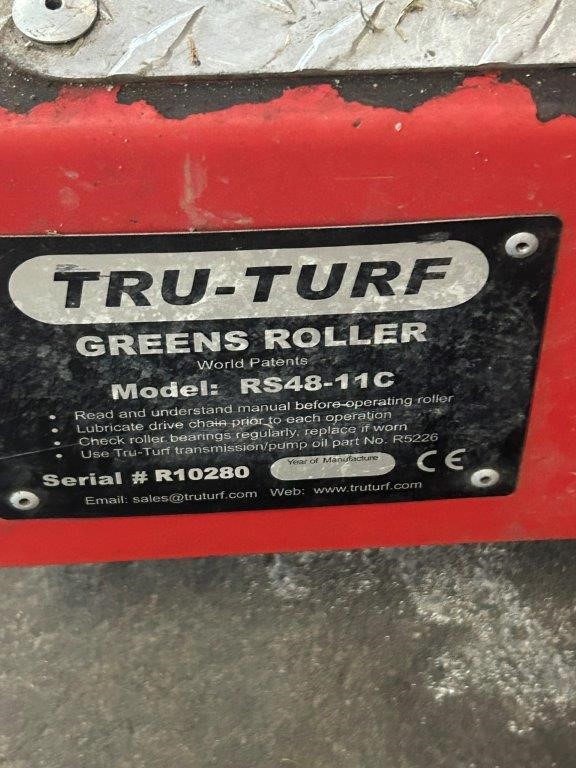 TRU-TURF
GREENS ROLLER
World Patents
Model: RS48-11C
• Read and understand manual before operating roller
• Lubricate drive chain prior to each operation
• Check roller bearings regularly, replace if worn
• Use Tru-Turf transmission/pump oil part No. R5226
Serial # R10280 Year of Manufacture CE
Email: sales@truturf.com Web: www.truturf.com